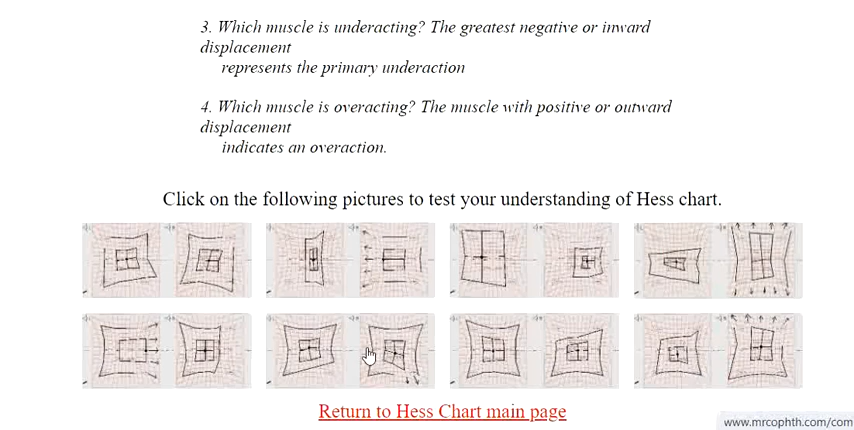 3. Which muscle is underacting? The greatest negative or inward
displacement
represents the primary underaction
4. Which muscle is overacting? The muscle with positive or outward
displacement
indicates an overaction.
Click on the following pictures to test your understanding of Hess chart.
Return to Hess Chart main page
www.mrcophth.com/com